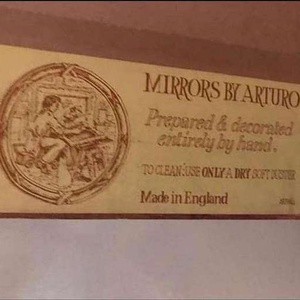 MIRRORS BY ARTURO
Prepared & decorated
entirely by hand.
TO CLEAN: USE ONLY A DRY SOFT DUSTER
Made in England